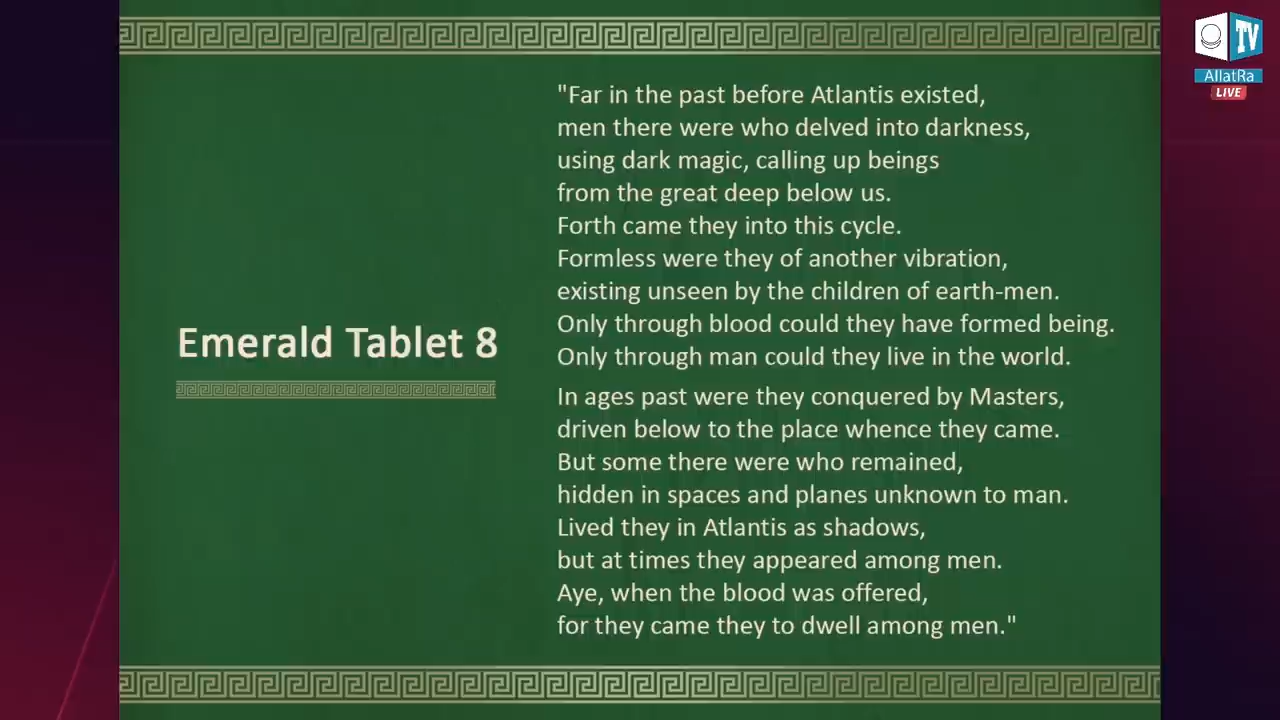 TV
AllatRa
LIVE
Emerald Tablet 8
"Far in the past before Atlantis existed,
men there were who delved into darkness,
using dark magic, calling up beings
from the great deep below us.
Forth came they into this cycle.
Formless were they of another vibration,
existing unseen by the children of earth-men.
Only through blood could they have formed being.
Only through man could they live in the world.
In ages past were they conquered by Masters,
driven below to the place whence they came.
But some there were who remained,
hidden in spaces and planes unknown to man.
Lived they in Atlantis as shadows,
but at times they appeared among men.
Aye, when the blood was offered,
for they came they to dwell among men."